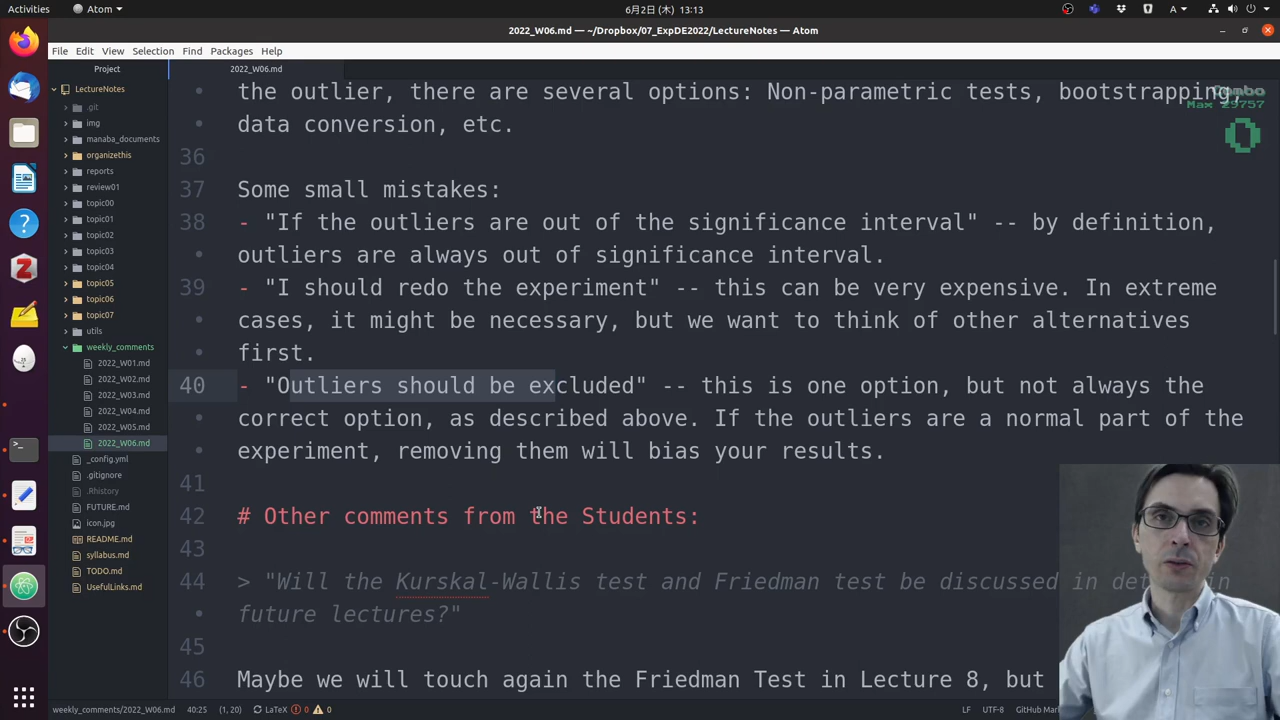 Activities
Atom
6月2日 (木) 13:13
A
2022_W06.md — ~/Dropbox/07_ExpDE2022/LectureNotes — Atom
File Edit View Selection Find Packages Help
Project
2022_W06.md
LectureNotes
.git
img
manaba_documents
organizethis
reports
review01
topic00
topic01
topic02
topic03
topic04
topic05
topic06
topic07
utils
weekly_comments
2022_W01.md
2022_W02.md
2022_W03.md
2022_W04.md
2022_W05.md
2022_W06.md
_config.yml
.gitignore
.Rhistory
FUTURE.md
icon.jpg
README.md
syllabus.md
TODO.md
UsefulLinks.md
the outlier, there are several options: Non-parametric tests, bootstrapping,
data conversion, etc.
36
37 Some small mistakes:
38 - "If the outliers are out of the significance interval" -- by definition,
outliers are always out of significance interval.
39 - "I should redo the experiment" -- this can be very expensive. In extreme
cases, it might be necessary, but we want to think of other alternatives
first.
40 - "Outliers should be excluded" -- this is one option, but not always the
correct option, as described above. If the outliers are a normal part of the
experiment, removing them will bias your results.
41
42 # Other comments from the Students:
43
44 > "Will the Kurskal-Wallis test and Friedman test be discussed in in
future lectures?"
45
46 Maybe we will touch again the Friedman Test in Lecture 8, but
Combo
Max 29757
0
weekly_comments/2022_W06.md 40:25 (1, 20) LaTeX 0 0
LF UTF-8 GitHub